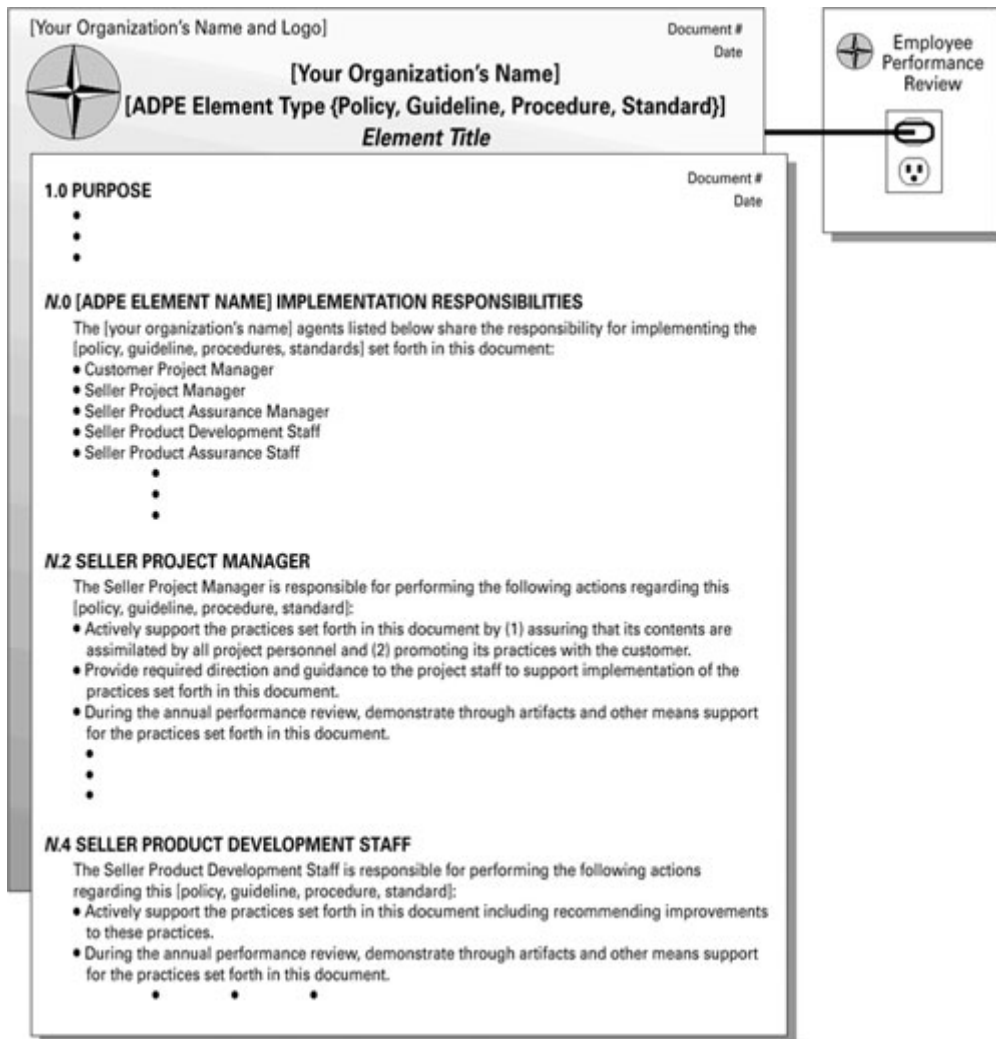 [Your Organization's Name and Logo]
Document #
Date
[Your Organization's Name]
[ADPE Element Type {Policy, Guideline, Procedure, Standard}]
Element Title
Employee
Performance
Review
Document #
Date
1.0 PURPOSE
•
•
•
N.0 [ADPE ELEMENT NAME] IMPLEMENTATION RESPONSIBILITIES
The [your organization's name] agents listed below share the responsibility for implementing the
[policy, guideline, procedures, standards] set forth in this document:
• Customer Project Manager
• Seller Project Manager
• Seller Product Assurance Manager
• Seller Product Development Staff
• Seller Product Assurance Staff
•
•
•
N.2 SELLER PROJECT MANAGER
The Seller Project Manager is responsible for performing the following actions regarding this
[policy, guideline, procedure, standard]:
• Actively support the practices set forth in this document by (1) assuring that its contents are
assimilated by all project personnel and (2) promoting its practices with the customer.
• Provide required direction and guidance to the project staff to support implementation of the
practices set forth in this document.
• During the annual performance review, demonstrate through artifacts and other means support
for the practices set forth in this document.
•
•
•
N.4 SELLER PRODUCT DEVELOPMENT STAFF
The Seller Product Development Staff is responsible for performing the following actions
regarding this [policy, guideline, procedure, standard]:
• Actively support the practices set forth in this document including recommending improvements
to these practices.
• During the annual performance review, demonstrate through artifacts and other means support
for the practices set forth in this document.
• • •